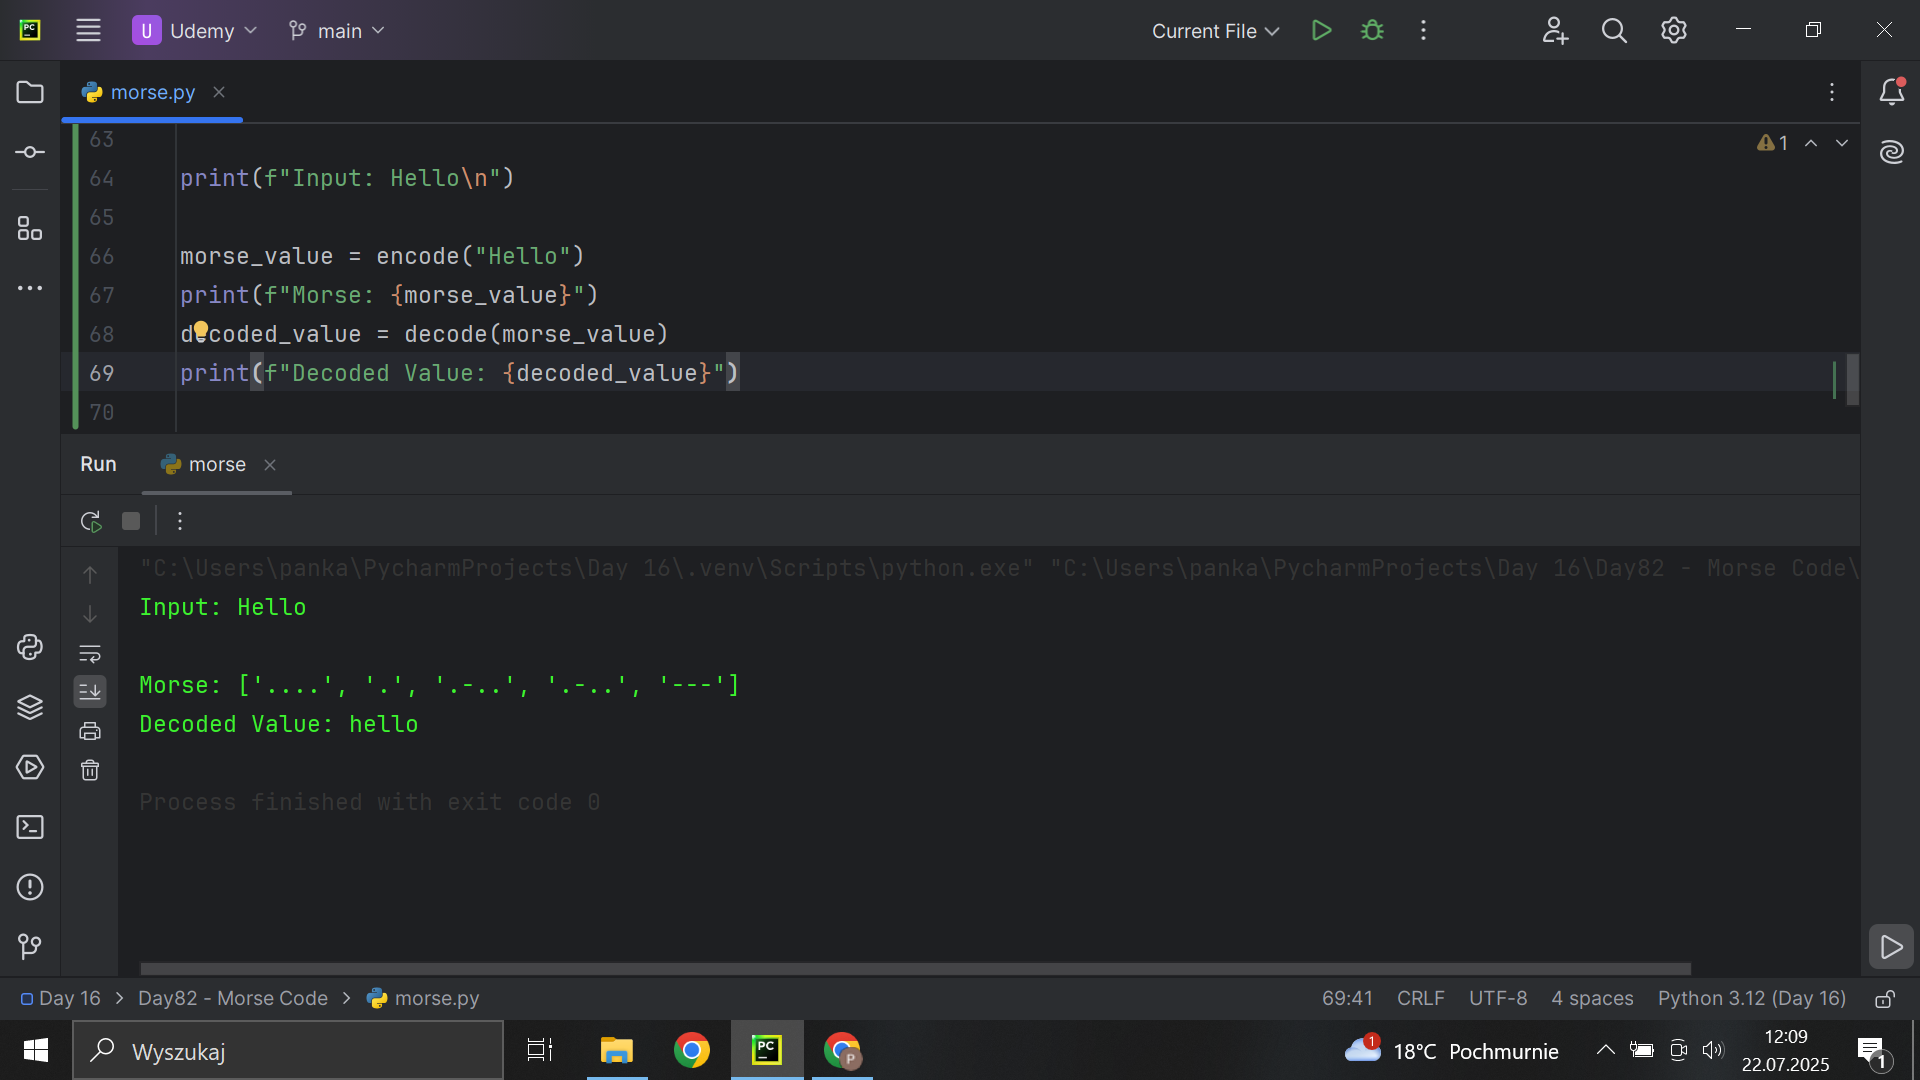 PC
U Udemy main Current File
morse.py
1
63
64 print(f"Input: Hello\n")
65
66 morse_value = encode("Hello")
67 print(f"Morse: {morse_value}")
68 decoded_value = decode(morse_value)
69 print(f"Decoded Value: {decoded_value}")
70
Run morse
"C:\Users\panka\PycharmProjects\Day 16\.venv\Scripts\python.exe" "C:\Users\panka\PycharmProjects\Day 16\Day82 - Morse Code\
Input: Hello
Morse: ['....', '.', '.-..', '.-..', '---']
Decoded Value: hello
Process finished with exit code 0
Day 16 > Day82 - Morse Code > morse.py 69:41 CRLF UTF-8 4 spaces Python 3.12 (Day 16)
Wyszukaj PC P 1 18°C Pochmurnie 12:09
22.07.2025 1